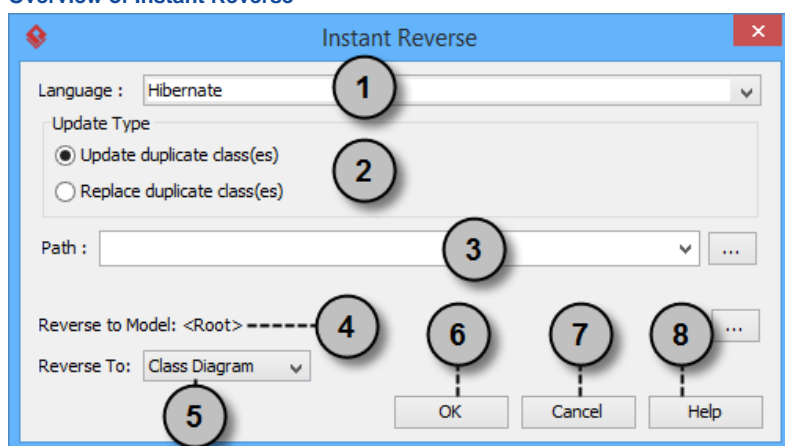 Overview of Instant Reverse
Instant Reverse
Language : Hibernate 1
Update Type
Update duplicate class(es) 2
Replace duplicate class(es)
Path : 3 ...
Reverse to Model: <Root> 4 ...
6 7 8
Reverse To: Class Diagram
5
OK Cancel Help